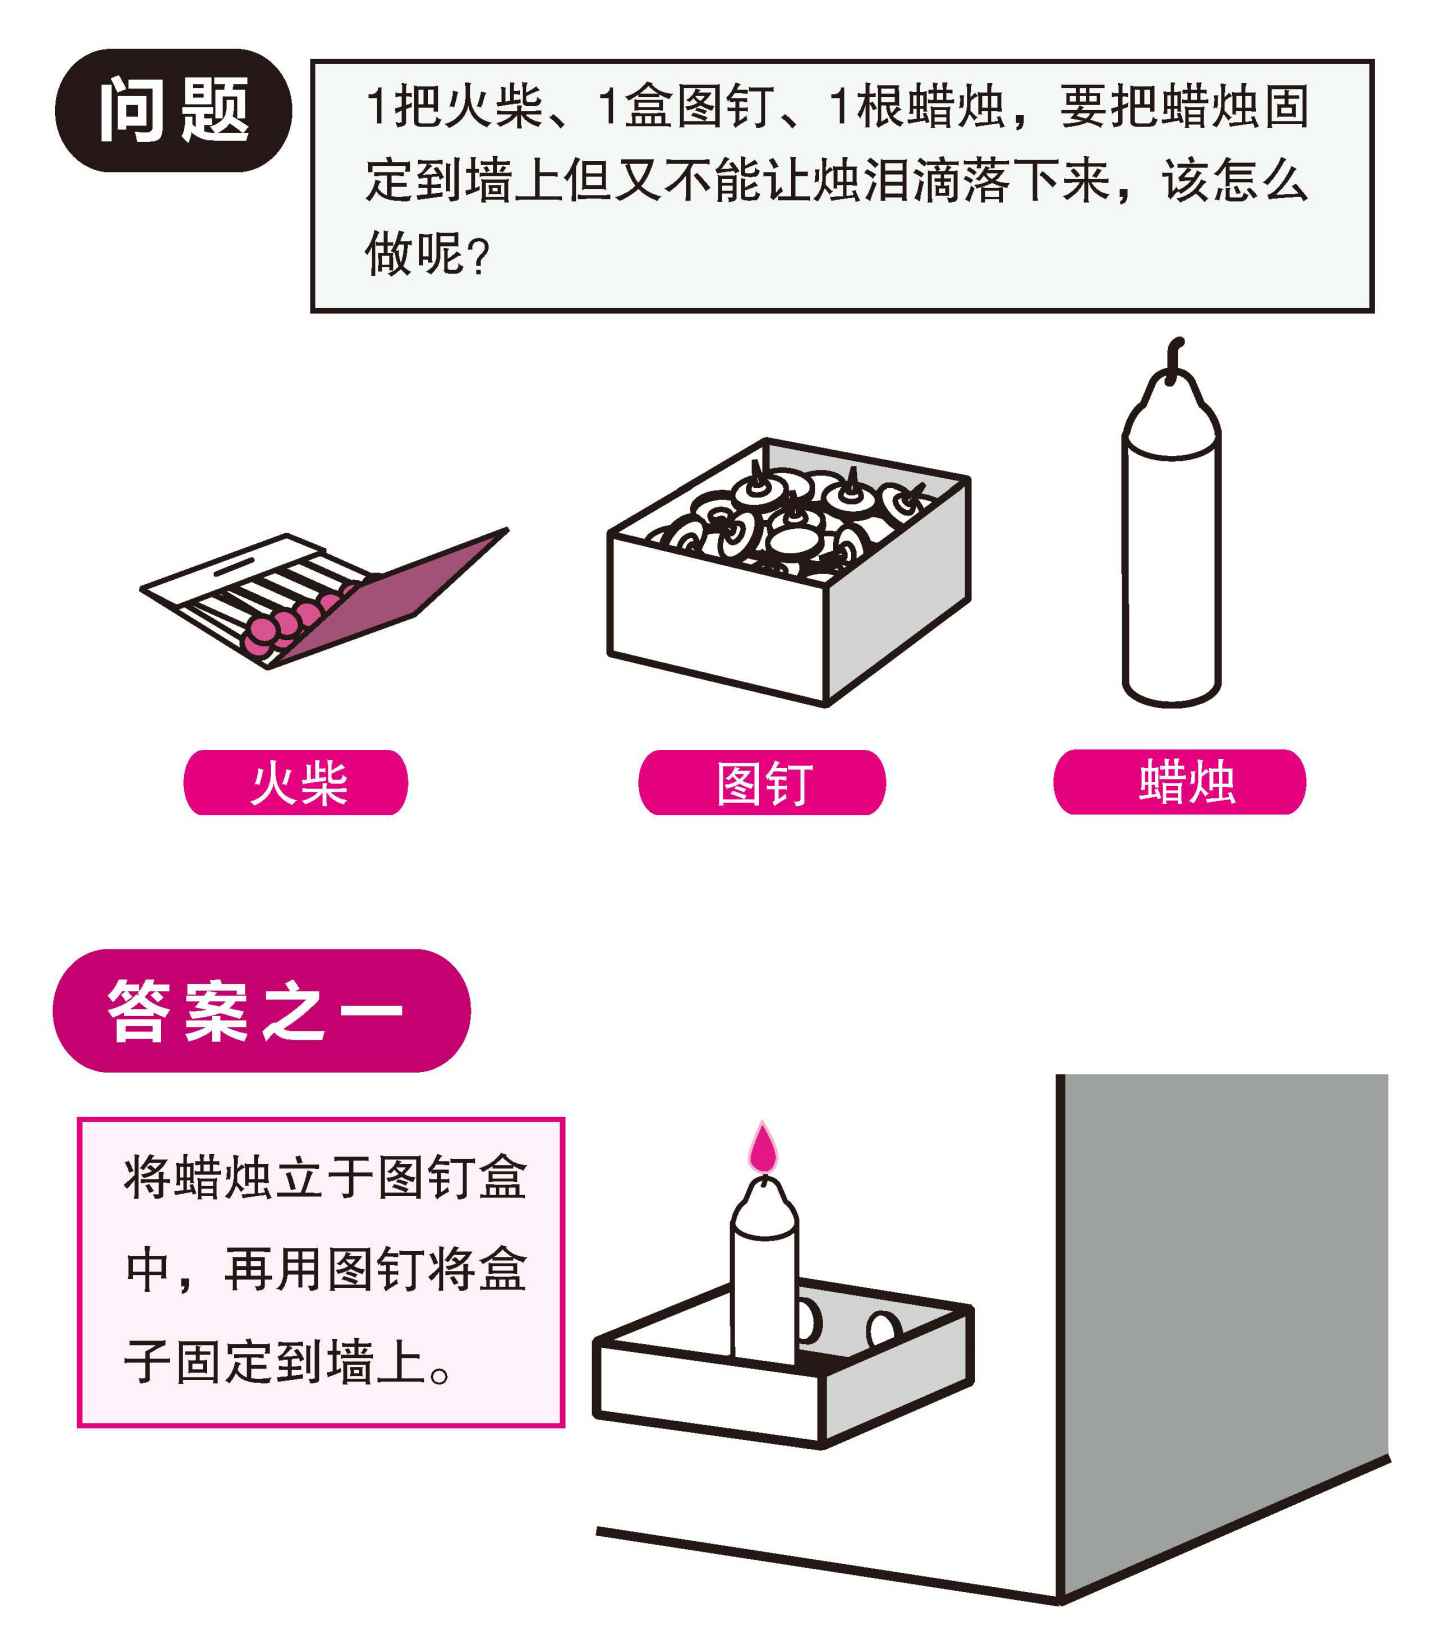 问题
1把火柴、1盒图钉、1根蜡烛，要把蜡烛固
定到墙上但又不能让烛泪滴落下来，该怎么
做呢？
火柴
图钉
蜡烛
答案之一
将蜡烛立于图钉盒
中，再用图钉将盒
子固定到墙上。